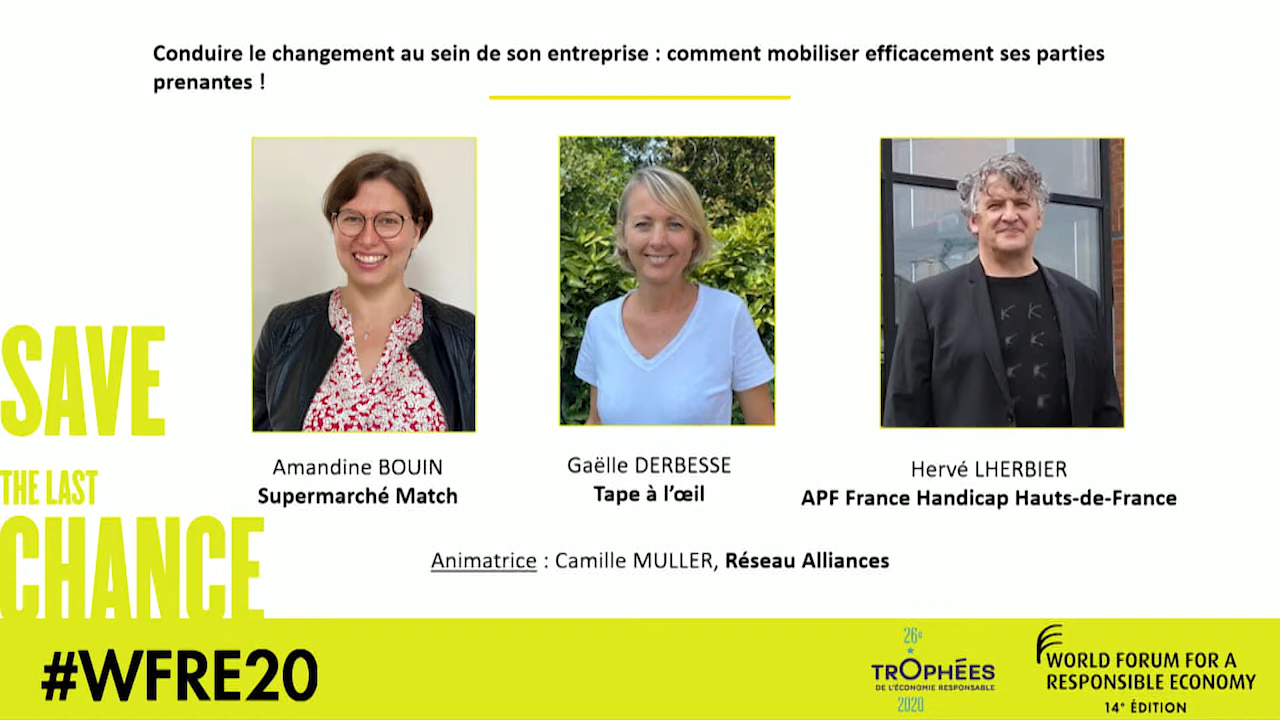 Conduire le changement au sein de son entreprise : comment mobiliser efficacement ses parties
prenantes !
Amandine BOUIN
Supermarché Match
Gaëlle DERBESSE
Tape à l’œil
Hervé LHERBIER
APF France Handicap Hauts-de-France
Animatrice : Camille MULLER, Réseau Alliances
SAVE
THE LAST
CHANCE
#WFRE20
26e
TROPHÉES
DE L'ÉCONOMIE RESPONSABLE
2020
WORLD FORUM FOR A
RESPONSIBLE ECONOMY
14e ÉDITION